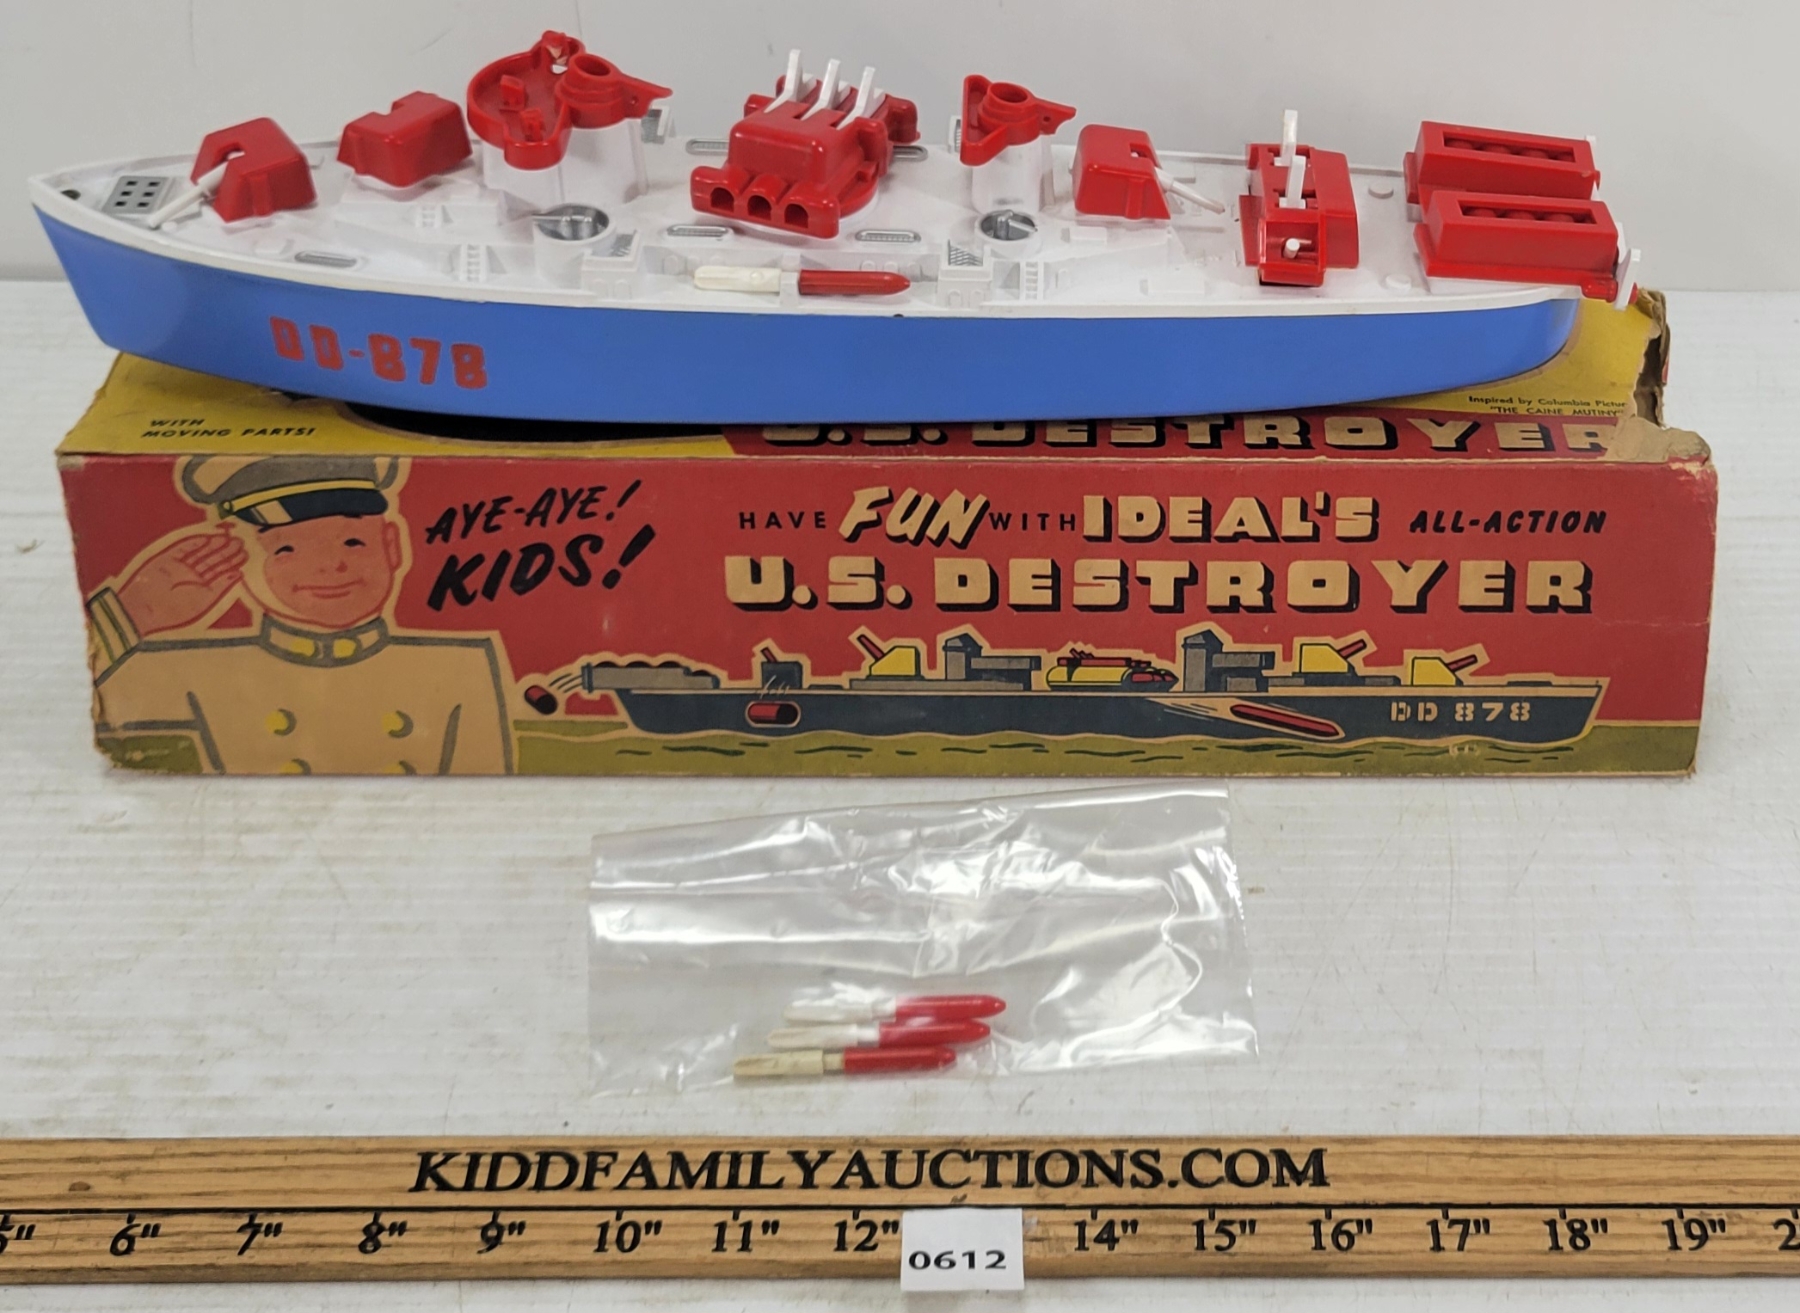 DD-878
WITH
MOVING PARTS!
Inspired by Columbia
"THE CAINE MUTINY"
U.S. DESTROYER
AYE-AYE!
KIDS!
HAVE FUN WITH IDEAL'S ALL-ACTION
U.S. DESTROYER
DD 878
KIDDFAMILYAUCTIONS.COM
6" 7" 8" 9" 10" 11" 12" 14" 15" 16" 17" 18" 19"
0612